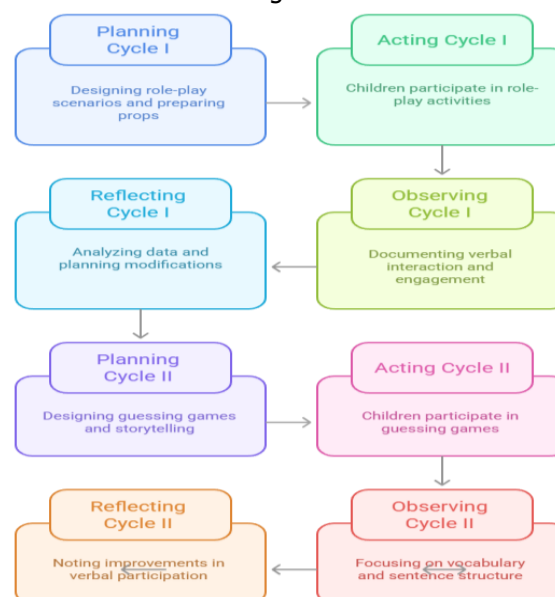 Planning
Cycle I
Designing role-play
scenarios and preparing
props
Acting Cycle I
Children participate in role-
play activities
Reflecting
Cycle I
Analyzing data and
planning modifications
Observing
Cycle I
Documenting verbal
interaction and
engagement
Planning
Cycle II
Designing guessing games
and storytelling
Acting Cycle II
Children participate in
guessing games
Reflecting
Cycle II
Noting improvements in
verbal participation
Observing
Cycle II
Focusing on vocabulary
and sentence structure